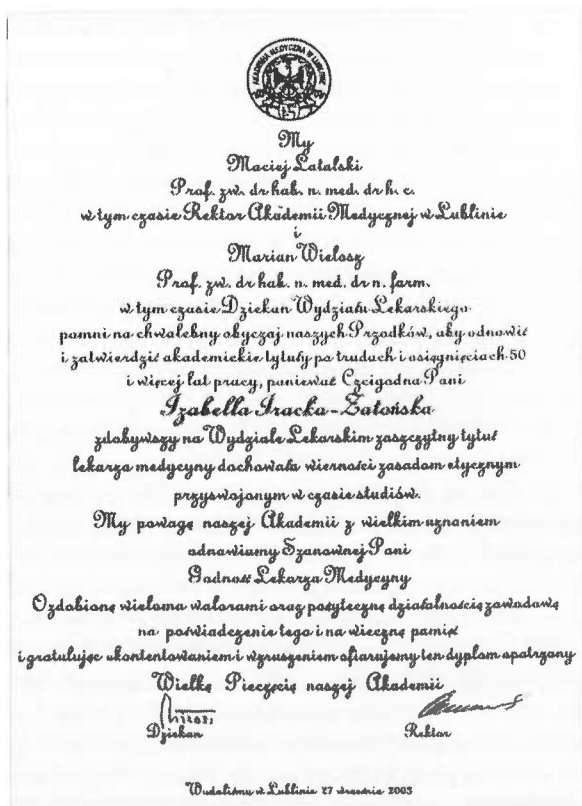 AKADEMIA MEDYCZNA W LUBLINIE
My
Maciej Latalski
Prof. zw. dr hab. n. med. dr h. c.
w tym czasie Rektor Akademii Medycznej w Lublinie
i
Marian Wielosz
Prof. zw. dr hab. n. med. dr n. farm.
w tym czasie Dziekan Wydziału Lekarskiego
pomni na chwalebny obyczaj naszych Przodków, aby odnowić
i zatwierdzić akademickie tytuły po trudach i osiągnięciach 50
i więcej lat pracy, ponieważ Czcigodna Pani
Izabella Iracka-Zatońska
zdobywszy na Wydziale Lekarskim zaszczytny tytuł
lekarza medycyny dochowała wierności zasadom etycznym
przyswojonym w czasie studiów.
My powagą naszej Akademii z wielkim uznaniem
odnawiamy Szanownej Pani
Godność Lekarza Medycyny
Ozdobioną wieloma walorami oraz pożyteczną działalnością zawodową
na poświadczenie tego i na wieczną pamięć
i gratulując ukontentowaniem i wzruszeniem ofiarujemy ten dyplom opatrzony
Wielką Pieczęcią naszej Akademii
Dziekan
Rektor
Wydaliśmy w Lublinie 27 września 2003